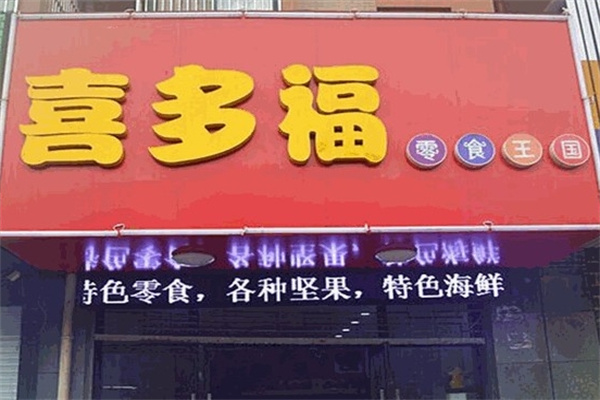 喜多福 零食王国
特色零食，各种坚果，特色海鲜